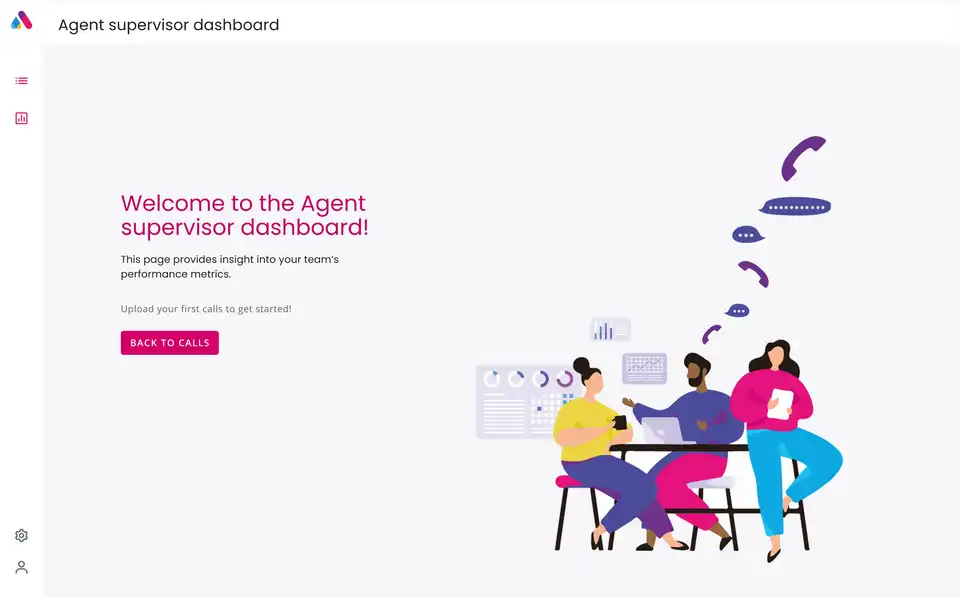 Agent supervisor dashboard
Welcome to the Agent
supervisor dashboard!
This page provides insight into your team's
performance metrics.
Upload your first calls to get started!
BACK TO CALLS